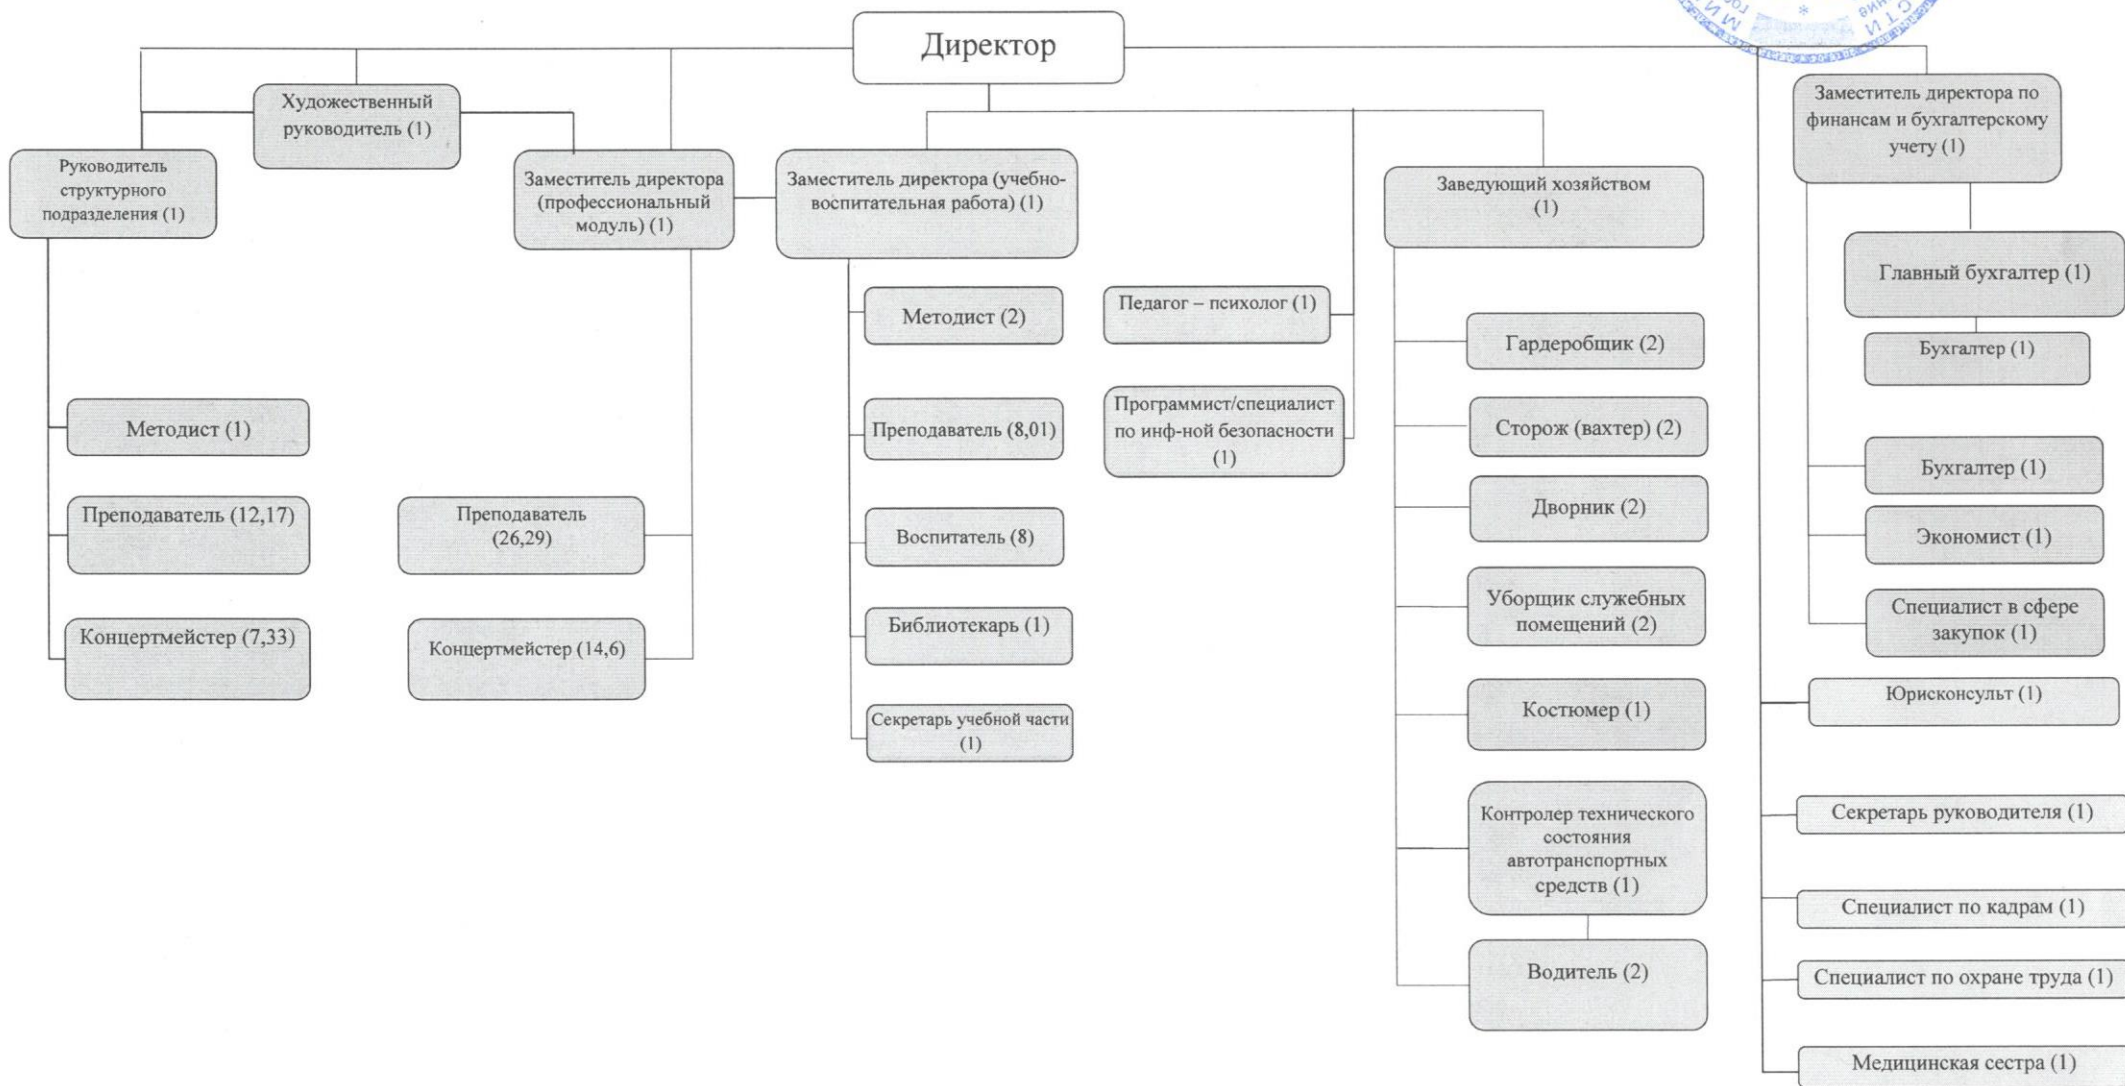 Директор
Художественный
руководитель (1)
Руководитель
структурного
подразделения (1)
Заместитель директора
(профессиональный
модуль) (1)
Заместитель директора (учебно-
воспитательная работа) (1)
Заведующий хозяйством
(1)
Заместитель директора по
финансам и бухгалтерскому
учету (1)
Методист (1)
Преподаватель (12,17)
Концертмейстер (7,33)
Преподаватель
(26,29)
Концертмейстер (14,6)
Методист (2)
Преподаватель (8,01)
Воспитатель (8)
Библиотекарь (1)
Секретарь учебной части
(1)
Педагог – психолог (1)
Программист/специалист
по инф-ной безопасности
(1)
Гардеробщик (2)
Сторож (вахтер) (2)
Дворник (2)
Уборщик служебных
помещений (2)
Костюмер (1)
Контролер технического
состояния
автотранспортных
средств (1)
Водитель (2)
Главный бухгалтер (1)
Бухгалтер (1)
Бухгалтер (1)
Экономист (1)
Специалист в сфере
закупок (1)
Юрисконсульт (1)
Секретарь руководителя (1)
Специалист по кадрам (1)
Специалист по охране труда (1)
Медицинская сестра (1)